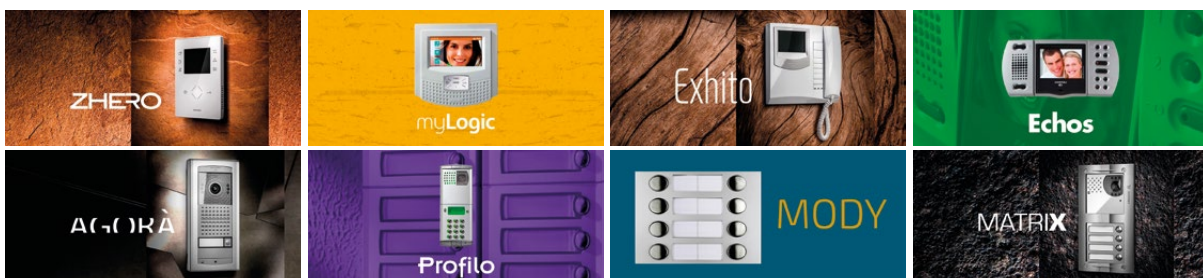 ZHERO
myLogic
Exhito
Echos
AGORÀ
Profilo
MODY
MATRIX